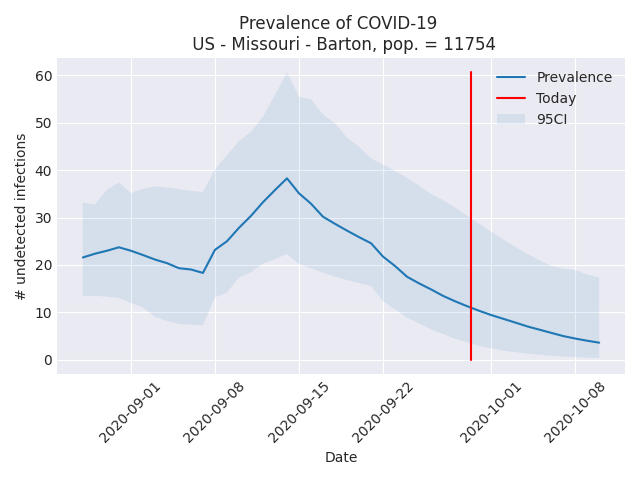 Prevalence of COVID-19
US - Missouri - Barton, pop. = 11754
Prevalence
Today
95CI
# undetected infections
60
50
40
30
20
10
0
2020-09-01
2020-09-08
2020-09-15
2020-09-22
2020-10-01
2020-10-08
Date